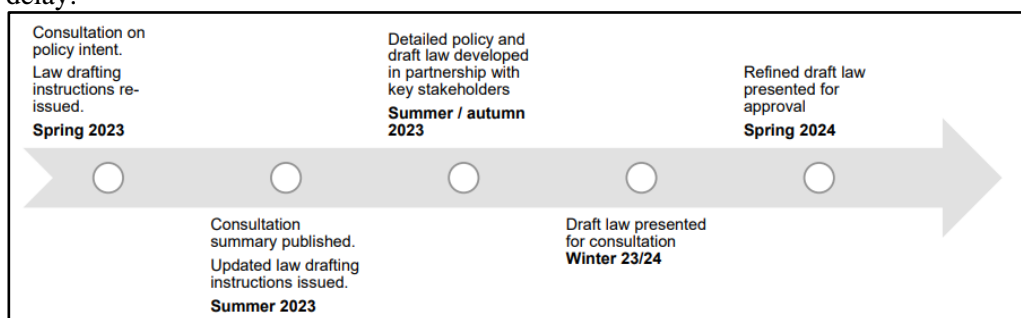 delay.
Consultation on
policy intent.
Law drafting
instructions re-
issued.
Spring 2023
Consultation
summary published.
Updated law drafting
instructions issued.
Summer 2023
Detailed policy and
draft law developed
in partnership with
key stakeholders
Summer / autumn
2023
Draft law presented
for consultation
Winter 23/24
Refined draft law
presented for
approval
Spring 2024